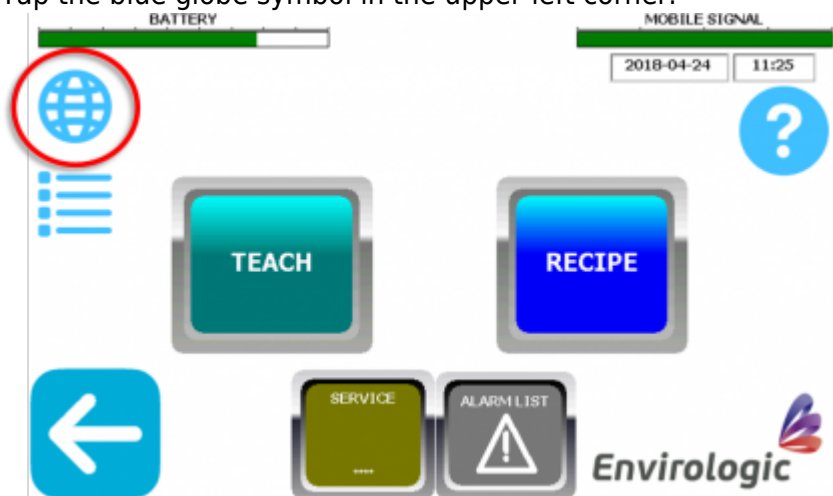 Tap the blue globe symbol in the upper left corner.
BATTERY
MOBILE SIGNAL
2018-04-24 11:25
?
TEACH
RECIPE
SERVICE
----
ALARM LIST
!
Envirologic